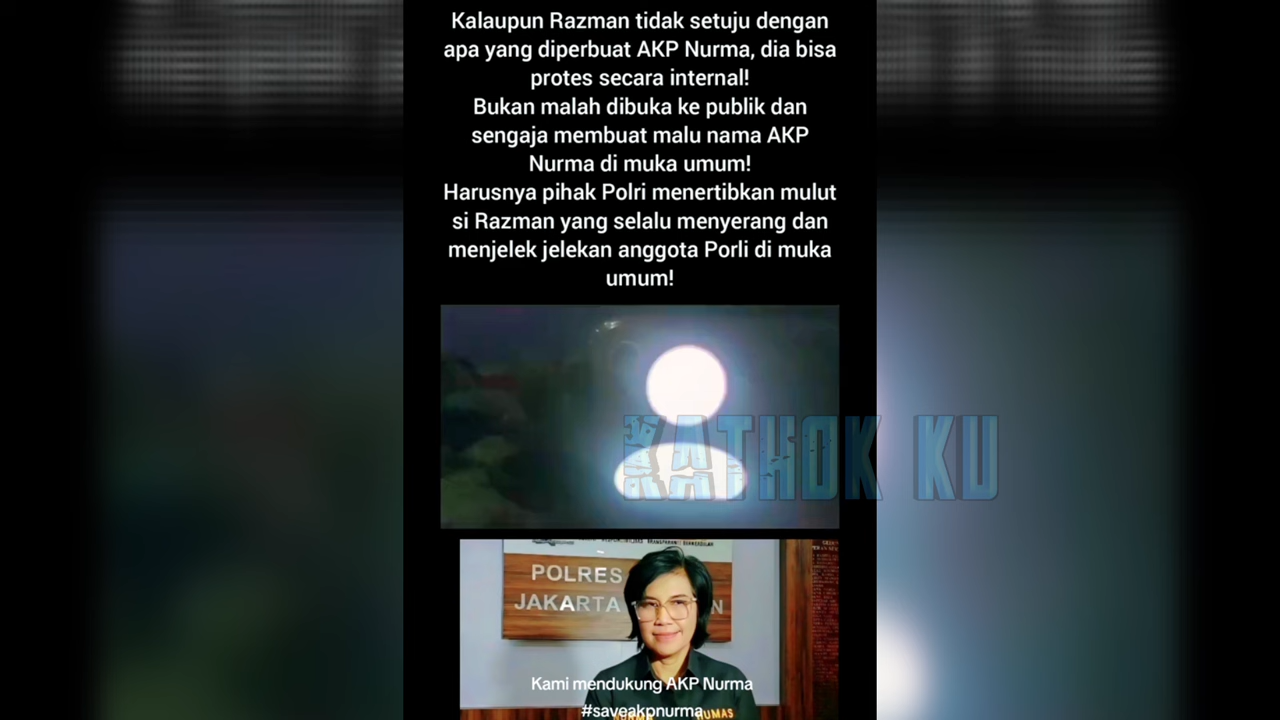 Kalaupun Razman tidak setuju dengan
apa yang diperbuat AKP Nurma, dia bisa
protes secara internal!
Bukan malah dibuka ke publik dan
sengaja membuat malu nama AKP
Nurma di muka umum!
Harusnya pihak Polri menertibkan mulut
si Razman yang selalu menyerang dan
menjelek jelekan anggota Porli di muka
umum!
KATHOK KU
POLRES
JAKARTA
Kami mendukung AKP Nurma
#saveakpnurma
HUMAS